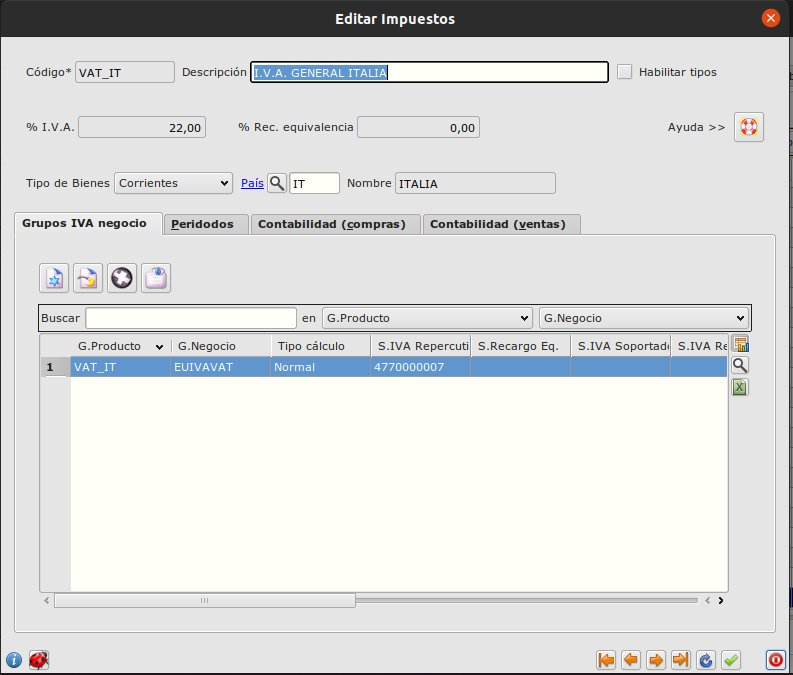 Editar Impuestos
Código* VAT_IT Descripción I.V.A. GENERAL ITALIA Habilitar tipos
% I.V.A. 22,00 % Rec. equivalencia 0,00 Ayuda >>
Tipo de Bienes Corrientes País IT Nombre ITALIA
Grupos IVA negocio Peridodos Contabilidad (compras) Contabilidad (ventas)
Buscar en G.Producto G.Negocio
G.Producto G.Negocio Tipo cálculo S.IVA Repercuti S.Recargo Eq. S.IVA Soportado S.IVA Re
1 VAT_IT EUIVAVAT Normal 4770000007